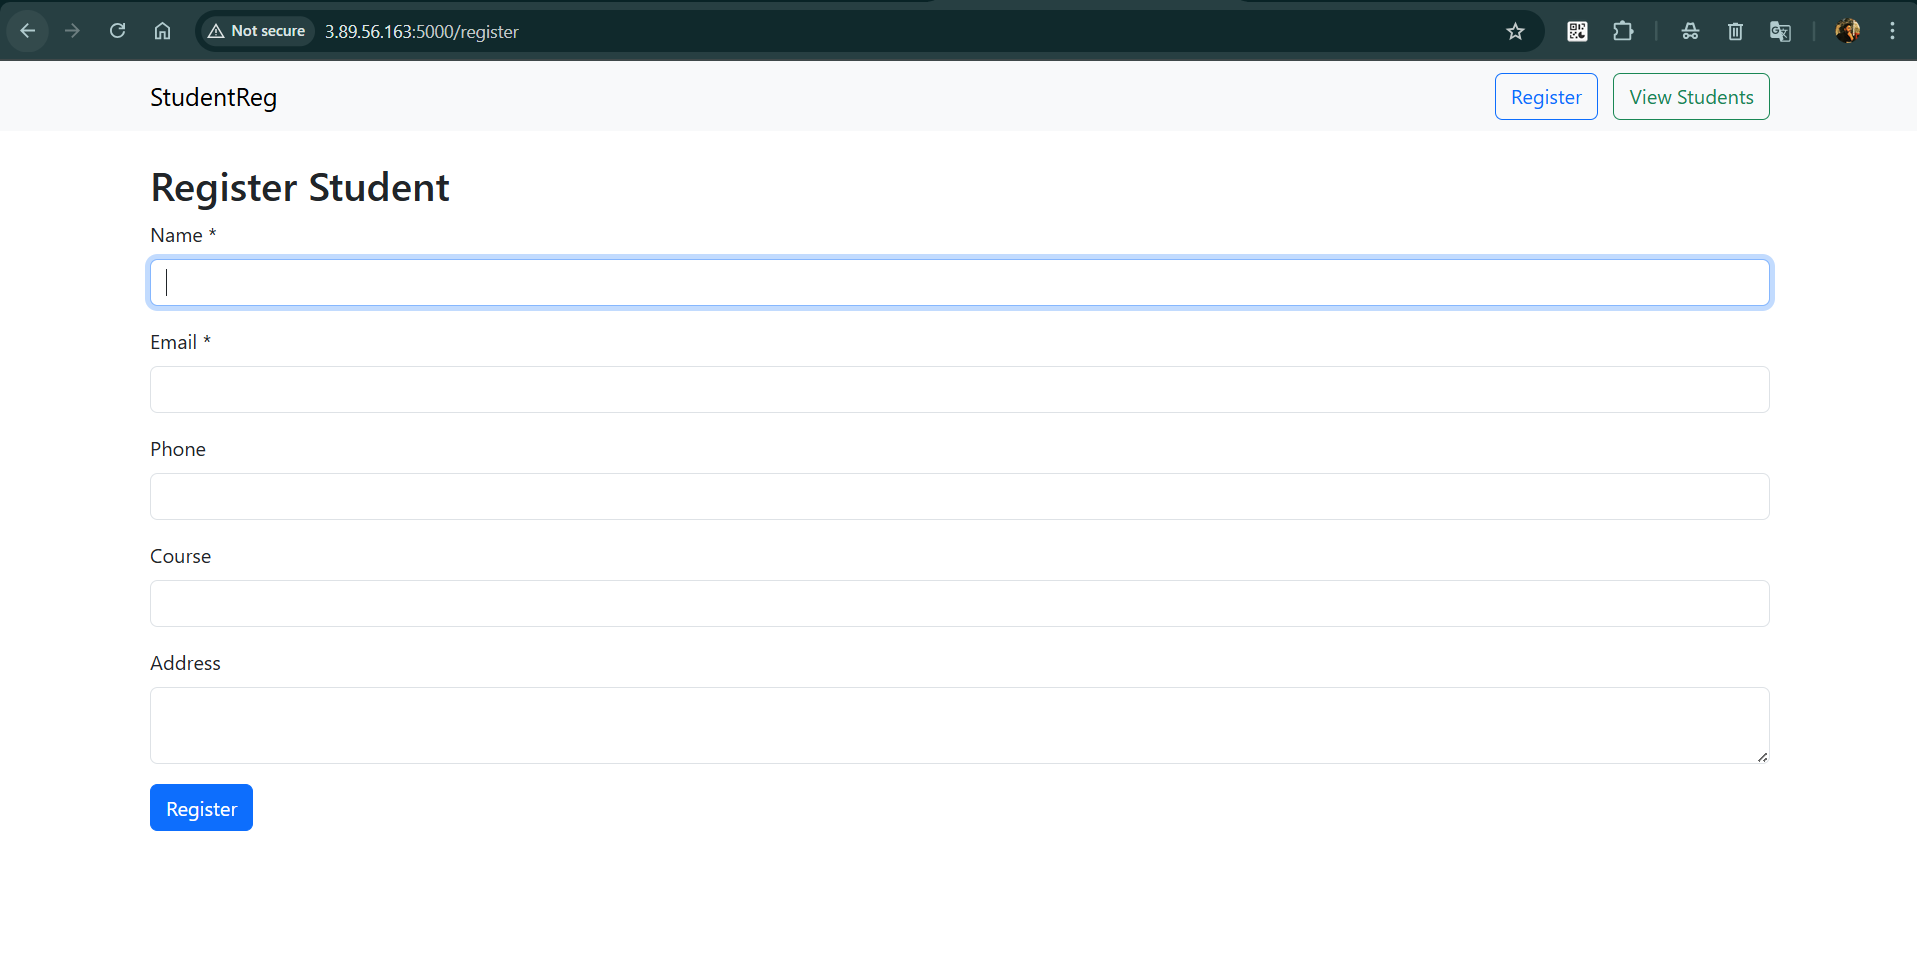 Not secure 3.89.56.163:5000/register
StudentReg Register View Students
Register Student
Name *
Email *
Phone
Course
Address
Register